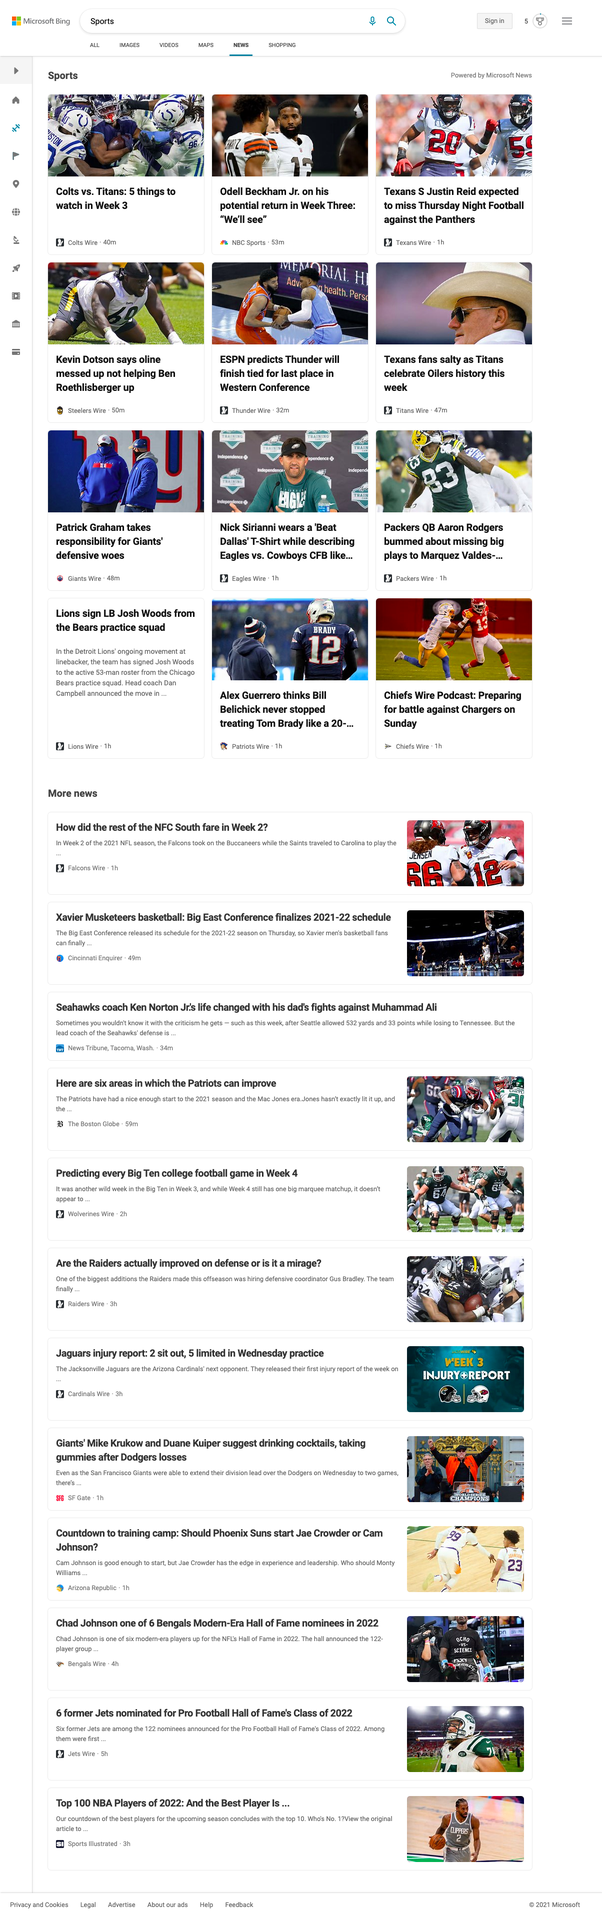 Microsoft Bing
Sports
Sign in
5
ALL IMAGES VIDEOS MAPS NEWS SHOPPING
Sports
Powered by Microsoft News
Colts vs. Titans: 5 things to
watch in Week 3
Colts Wire · 40m
Odell Beckham Jr. on his
potential return in Week Three:
“We’ll see”
NBC Sports · 53m
20
Texans S Justin Reid expected
to miss Thursday Night Football
against the Panthers
Texans Wire · 1h
Kevin Dotson says oline
messed up not helping Ben
Roethlisberger up
Steelers Wire · 50m
MEMORIAL H
ESPN predicts Thunder will
finish tied for last place in
Western Conference
Thunder Wire · 32m
Texans fans salty as Titans
celebrate Oilers history this
week
Titans Wire · 47m
Patrick Graham takes
responsibility for Giants'
defensive woes
Giants Wire · 48m
EAGLES
Nick Sirianni wears a 'Beat
Dallas' T-Shirt while describing
Eagles vs. Cowboys CFB like...
Eagles Wire · 1h
83
Packers QB Aaron Rodgers
bummed about missing big
plays to Marquez Valdes-...
Packers Wire · 1h
Lions sign LB Josh Woods from
the Bears practice squad
In the Detroit Lions' ongoing movement at
linebacker, the team has signed Josh Woods
to the active 53-man roster from the Chicago
Bears practice squad. Head coach Dan
Campbell announced the move in ...
Lions Wire · 1h
BRADY
12
Alex Guerrero thinks Bill
Belichick never stopped
treating Tom Brady like a 20-...
Patriots Wire · 1h
Chiefs Wire Podcast: Preparing
for battle against Chargers on
Sunday
Chiefs Wire · 1h
More news
How did the rest of the NFC South fare in Week 2?
In Week 2 of the 2021 NFL season, the Falcons took on the Buccaneers while the Saints traveled to Carolina to play the
...
Falcons Wire · 1h
JENSEN
66
12
Xavier Musketeers basketball: Big East Conference finalizes 2021-22 schedule
The Big East Conference released its schedule for the 2021-22 season on Thursday, so Xavier men's basketball fans
can finally ...
Cincinnati Enquirer · 49m
Seahawks coach Ken Norton Jr.'s life changed with his dad's fights against Muhammad Ali
Sometimes you wouldn't know it with the criticism he gets — such as this week, after Seattle allowed 532 yards and 33 points while losing to Tennessee. But the
lead coach of the Seahawks' defense is ...
News Tribune, Tacoma, Wash. · 34m
Here are six areas in which the Patriots can improve
The Patriots have had a nice enough start to the 2021 season and the Mac Jones era.Jones hasn't exactly lit it up, and
the ...
The Boston Globe · 59m
Predicting every Big Ten college football game in Week 4
It was another wild week in the Big Ten in Week 3, and while Week 4 still has one big marquee matchup, it doesn't
appear to ...
Wolverines Wire · 2h
Are the Raiders actually improved on defense or is it a mirage?
One of the biggest additions the Raiders made this offseason was hiring defensive coordinator Gus Bradley. The team
finally ...
Raiders Wire · 3h
Jaguars injury report: 2 sit out, 5 limited in Wednesday practice
The Jacksonville Jaguars are the Arizona Cardinals' next opponent. They released their first injury report of the week on
...
Cardinals Wire · 3h
WEEK 3
INJURY+REPORT
Giants' Mike Krukow and Duane Kuiper suggest drinking cocktails, taking
gummies after Dodgers losses
Even as the San Francisco Giants were able to extend their division lead over the Dodgers on Wednesday to two games,
there's ...
SF Gate · 1h
CHAMPIONS
Countdown to training camp: Should Phoenix Suns start Jae Crowder or Cam
Johnson?
Cam Johnson is good enough to start, but Jae Crowder has the edge in experience and leadership. Who should Monty
Williams ...
Arizona Republic · 1h
23
Chad Johnson one of 6 Bengals Modern-Era Hall of Fame nominees in 2022
Chad Johnson is one of six modern-era players up for the NFL's Hall of Fame in 2022. The hall announced the 122-
player group ...
Bengals Wire · 4h
6 former Jets nominated for Pro Football Hall of Fame's Class of 2022
Six former Jets are among the 122 nominees announced for the Pro Football Hall of Fame Class of 2022. Among
them were first ...
Jets Wire · 5h
Top 100 NBA Players of 2022: And the Best Player Is ...
Our countdown of the best players for the upcoming season concludes with the top 10. Who's No. 1?View the original
article to ...
Sports Illustrated · 3h
CLIPPERS
2
Privacy and Cookies Legal Advertise About our ads Help Feedback
© 2021 Microsoft